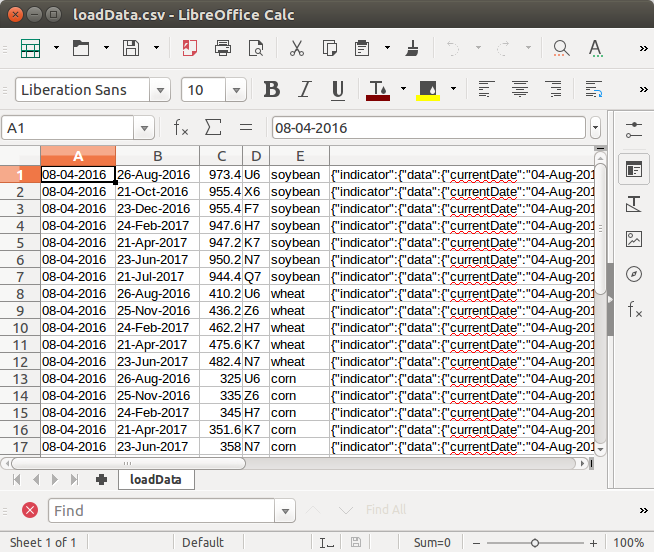 loadData.csv - LibreOffice Calc
Liberation Sans 10 B I U T
A1 fx Σ = 08-04-2016
A B C D E
1 08-04-2016 26-Aug-2016 973.4 U6 soybean {"indicator":{"data":{"currentDate":"04-Aug-201
2 08-04-2016 21-Oct-2016 955.4 X6 soybean {"indicator":{"data":{"currentDate":"04-Aug-201
3 08-04-2016 23-Dec-2016 955.4 F7 soybean {"indicator":{"data":{"currentDate":"04-Aug-201
4 08-04-2016 24-Feb-2017 947.6 H7 soybean {"indicator":{"data":{"currentDate":"04-Aug-201
5 08-04-2016 21-Apr-2017 947.2 K7 soybean {"indicator":{"data":{"currentDate":"04-Aug-201
6 08-04-2016 23-Jun-2017 950.2 N7 soybean {"indicator":{"data":{"currentDate":"04-Aug-201
7 08-04-2016 21-Jul-2017 944.4 Q7 soybean {"indicator":{"data":{"currentDate":"04-Aug-201
8 08-04-2016 26-Aug-2016 410.2 U6 wheat {"indicator":{"data":{"currentDate":"04-Aug-201
9 08-04-2016 25-Nov-2016 436.2 Z6 wheat {"indicator":{"data":{"currentDate":"04-Aug-201
10 08-04-2016 24-Feb-2017 462.2 H7 wheat {"indicator":{"data":{"currentDate":"04-Aug-201
11 08-04-2016 21-Apr-2017 475.6 K7 wheat {"indicator":{"data":{"currentDate":"04-Aug-201
12 08-04-2016 23-Jun-2017 482.4 N7 wheat {"indicator":{"data":{"currentDate":"04-Aug-201
13 08-04-2016 26-Aug-2016 325 U6 corn {"indicator":{"data":{"currentDate":"04-Aug-201
14 08-04-2016 25-Nov-2016 335 Z6 corn {"indicator":{"data":{"currentDate":"04-Aug-201
15 08-04-2016 24-Feb-2017 345 H7 corn {"indicator":{"data":{"currentDate":"04-Aug-201
16 08-04-2016 21-Apr-2017 351.6 K7 corn {"indicator":{"data":{"currentDate":"04-Aug-201
17 08-04-2016 23-Jun-2017 358 N7 corn {"indicator":{"data":{"currentDate":"04-Aug-201
loadData
Find Find All
Sheet 1 of 1 Default Sum=0 100%